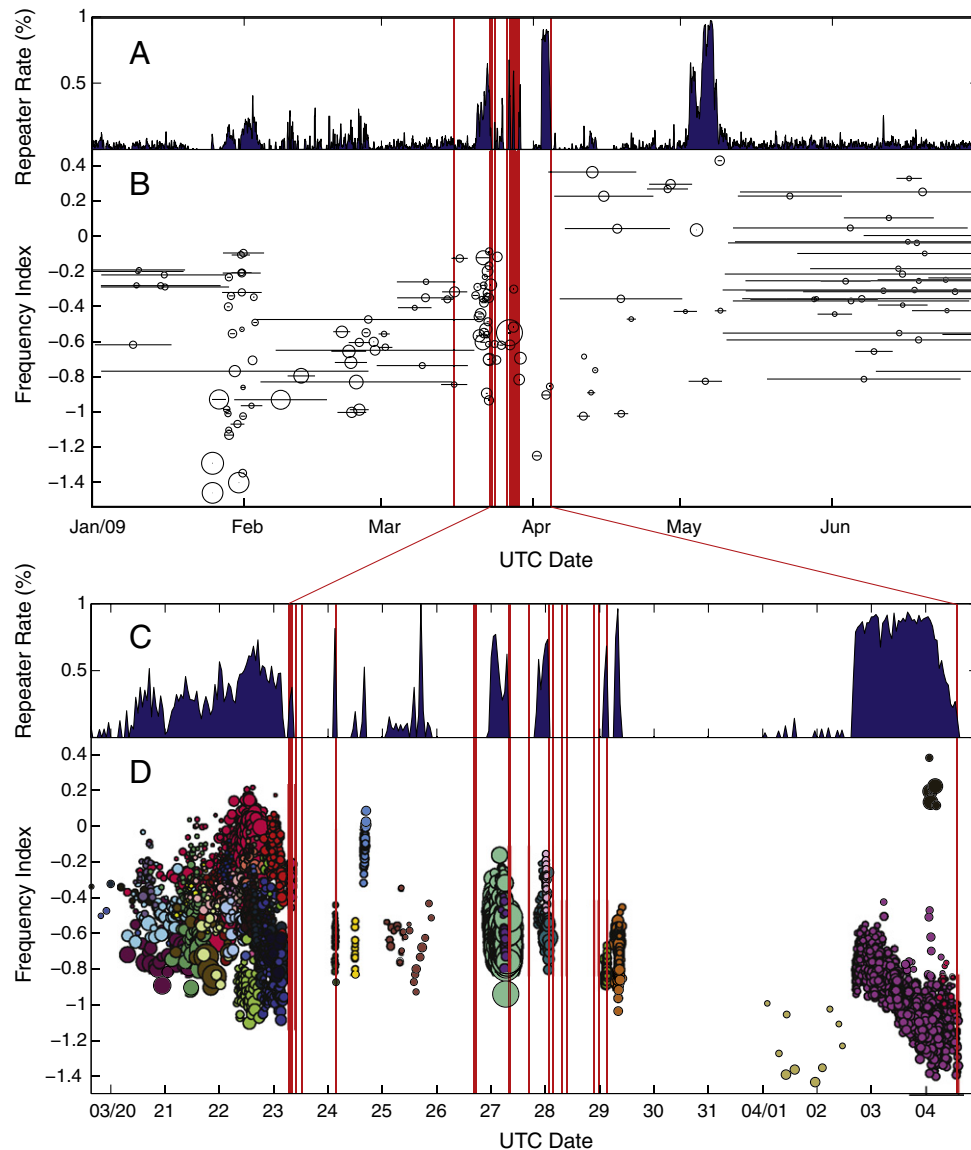 1
A
Repeater Rate (%)
0.5
0.4
B
0.2
0
−0.2
Frequency Index
−0.4
−0.6
−0.8
−1
−1.2
−1.4
Jan/09 Feb Mar Apr May Jun
UTC Date
1
C
Repeater Rate (%)
0.5
0.4
D
0.2
0
−0.2
Frequency Index
−0.4
−0.6
−0.8
−1
−1.2
−1.4
03/20 21 22 23 24 25 26 27 28 29 30 31 04/01 02 03 04
UTC Date